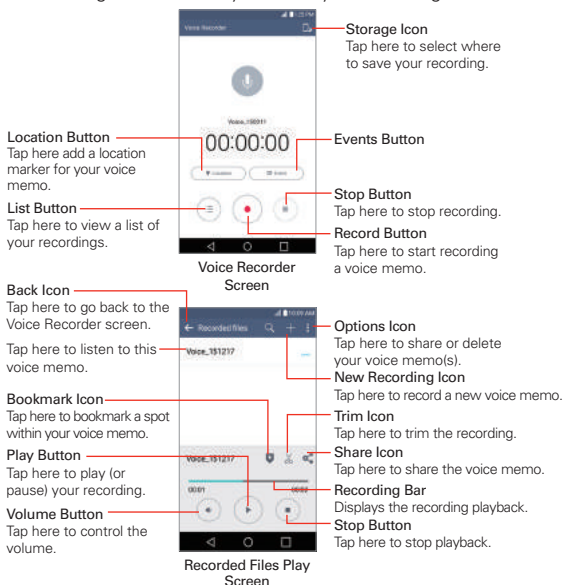 1:25 PM
Voice Recorder
Storage Icon
Tap here to select where
to save your recording.
Voice_150311
00:00:00
Location
Events
Location Button
Tap here add a location
marker for your voice
memo.
List Button
Tap here to view a list of
your recordings.
Events Button
Stop Button
Tap here to stop recording.
Record Button
Tap here to start recording
a voice memo.
Voice Recorder
Screen
Back Icon
Tap here to go back to the
Voice Recorder screen.
Tap here to listen to this
voice memo.
Bookmark Icon
Tap here to bookmark a spot
within your voice memo.
Play Button
Tap here to play (or
pause) your recording.
Volume Button
Tap here to control the
volume.
10:09 AM
Recorded files
Voice_151217
Voice_151217
00:01
00:02
Options Icon
Tap here to share or delete
your voice memo(s).
New Recording Icon
Tap here to record a new voice memo.
Trim Icon
Tap here to trim the recording.
Share Icon
Tap here to share the voice memo.
Recording Bar
Displays the recording playback.
Stop Button
Tap here to stop playback.
Recorded Files Play
Screen